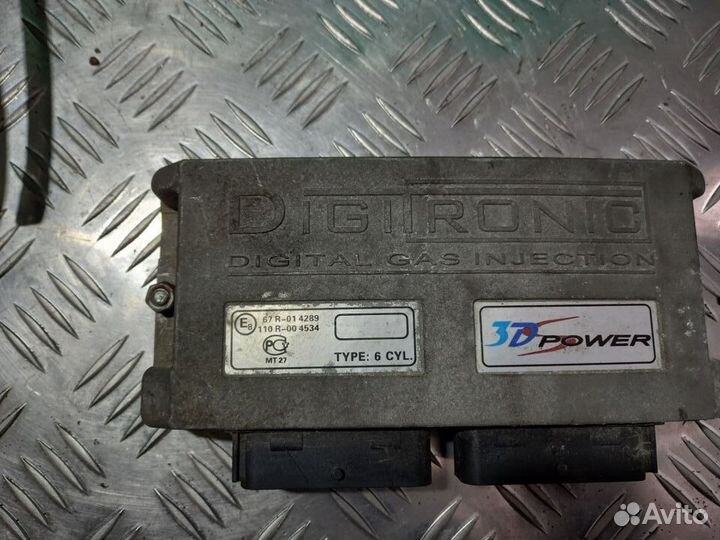 DIGITRONIC
DIGITAL GAS INJECTION
E8 67 R-01 4289
110 R-00 4534
PC
MT 27
TYPE: 6 CYL.
3D POWER
Avito